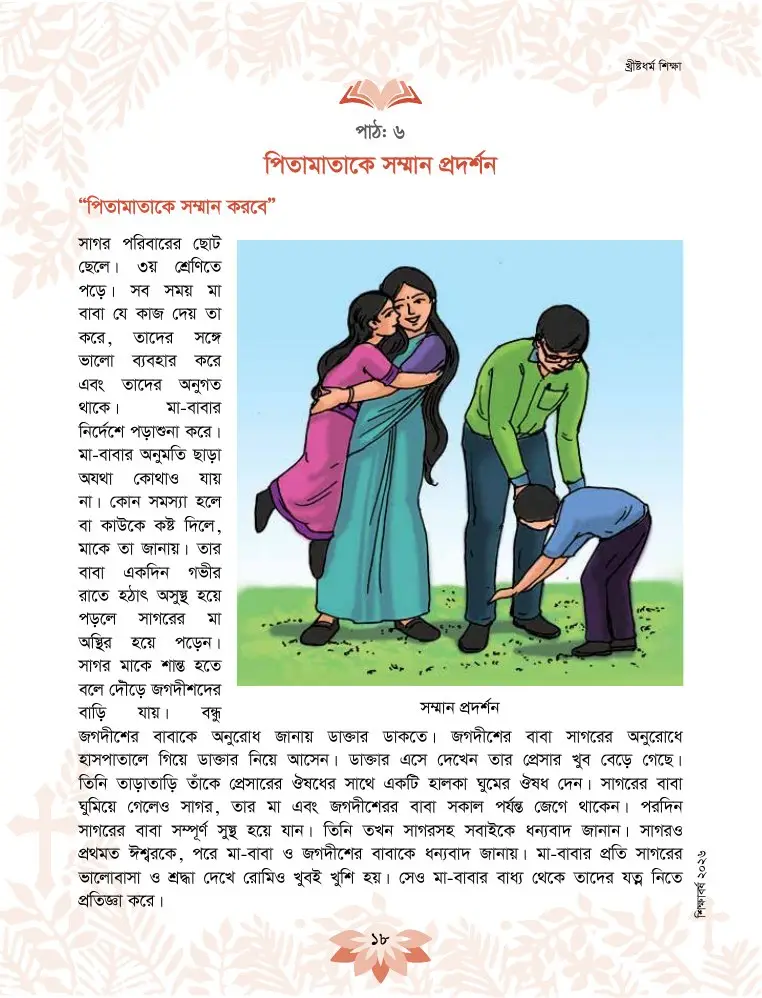 খ্রীষ্টধর্ম শিক্ষা
পাঠ: ৬
পিতামাতাকে সম্মান প্রদর্শন
“পিতামাতাকে সম্মান করবে”
সাগর পরিবারের ছোট
ছেলে। ৩য় শ্রেণিতে
পড়ে। সব সময় মা
বাবা যে কাজ দেয় তা
করে, তাদের সঙ্গে
ভালো ব্যবহার করে
এবং তাদের অনুগত
থাকে। মা-বাবার
নির্দেশে পড়াশুনা করে।
মা-বাবার অনুমতি ছাড়া
অযথা কোথাও যায়
না। কোন সমস্যা হলে
বা কাউকে কষ্ট দিলে,
মাকে তা জানায়। তার
বাবা একদিন গভীর
রাতে হঠাৎ অসুস্থ হয়ে
পড়লে সাগরের মা
অস্থির হয়ে পড়েন।
সাগর মাকে শান্ত হতে
বলে দৌড়ে জগদীশদের
বাড়ি যায়। বন্ধু
সম্মান প্রদর্শন
জগদীশের বাবাকে অনুরোধ জানায় ডাক্তার ডাকতে। জগদীশের বাবা সাগরের অনুরোধে
হাসপাতালে গিয়ে ডাক্তার নিয়ে আসেন। ডাক্তার এসে দেখেন তার প্রেসার খুব বেড়ে গেছে।
তিনি তাড়াতাড়ি তাঁকে প্রেসারের ঔষধের সাথে একটি হালকা ঘুমের ঔষধ দেন। সাগরের বাবা
ঘুমিয়ে গেলেও সাগর, তার মা এবং জগদীশেরর বাবা সকাল পর্যন্ত জেগে থাকেন। পরদিন
সাগরের বাবা সম্পূর্ণ সুস্থ হয়ে যান। তিনি তখন সাগরসহ সবাইকে ধন্যবাদ জানান। সাগরও
প্রথমত ঈশ্বরকে, পরে মা-বাবা ও জগদীশের বাবাকে ধন্যবাদ জানায়। মা-বাবার প্রতি সাগরের
ভালোবাসা ও শ্রদ্ধা দেখে রোমিও খুবই খুশি হয়। সেও মা-বাবার বাধ্য থেকে তাদের যত্ন নিতে
প্রতিজ্ঞা করে।
শিক্ষাবর্ষ ২০২৬
১৮